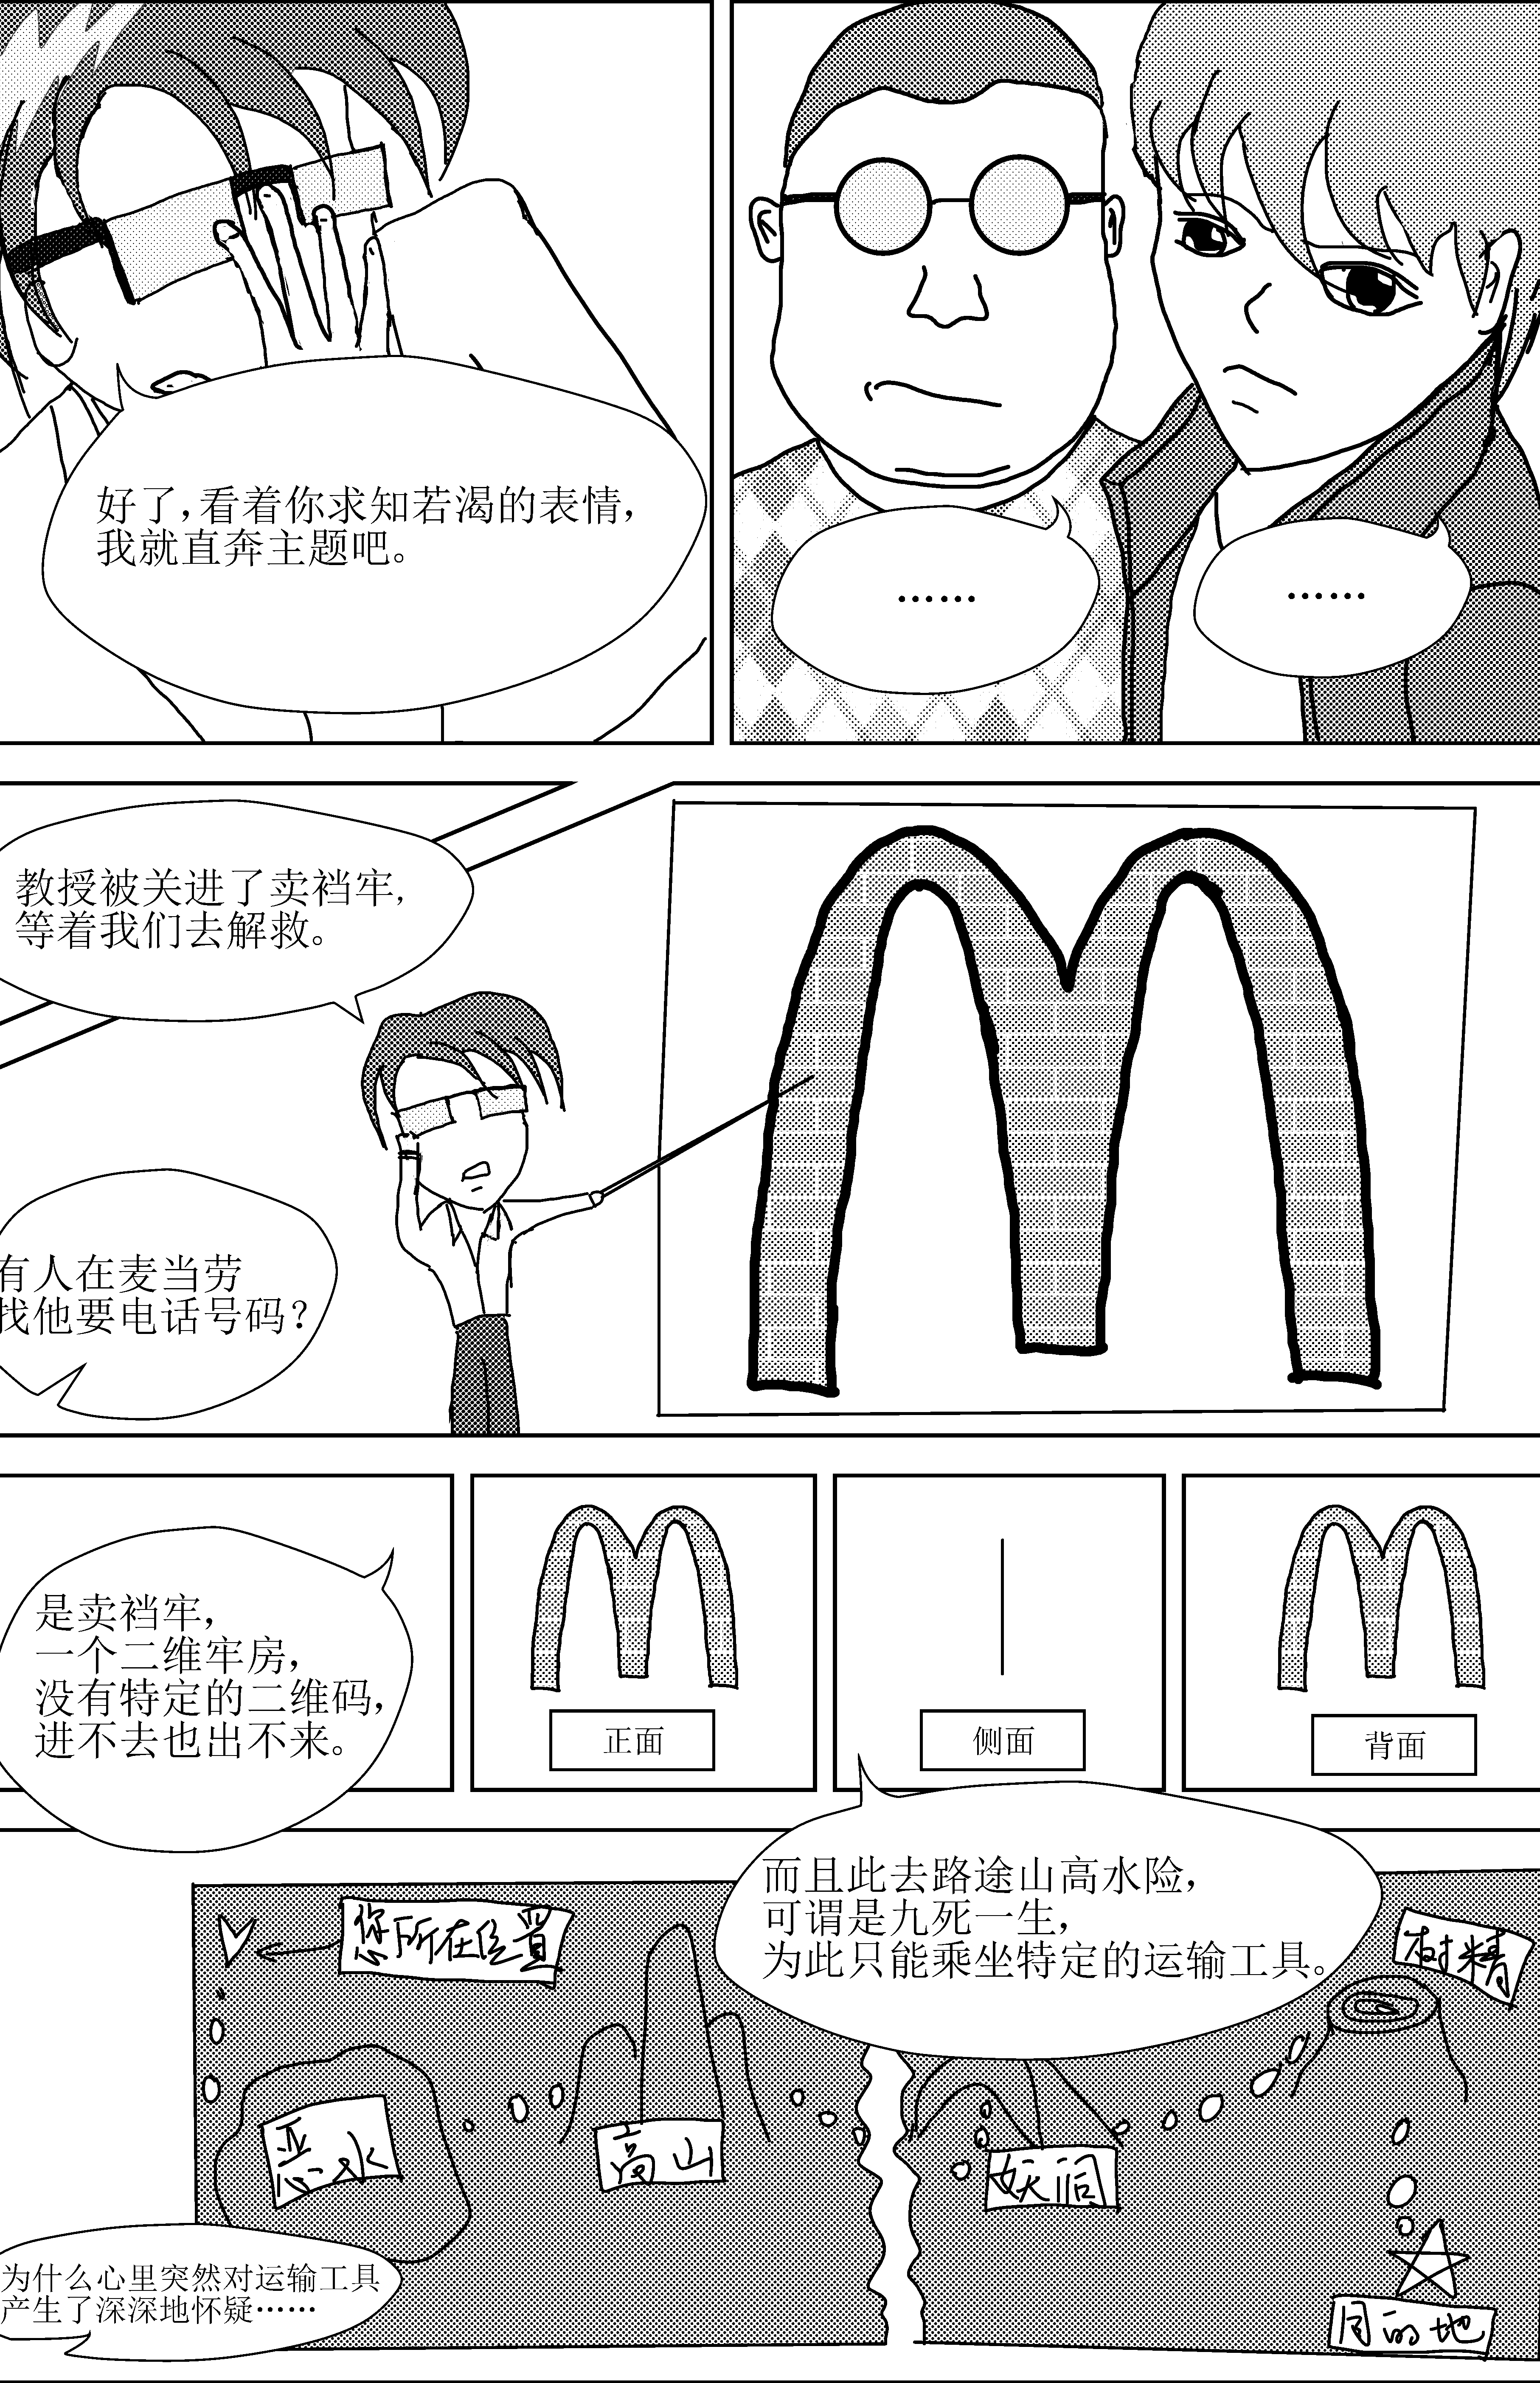 好了，看着你求知若渴的表情，
我就直奔主题吧。
……
……
教授被关进了卖裆牢，
等着我们去解救。
有人在麦当劳
找他要电话号码？
是卖裆牢，
一个二维牢房，
没有特定的二维码，
进不去也出不来。
正面
侧面
背面
而且此去路途山高水险，
可谓是九死一生，
为此只能乘坐特定的运输工具。
您所在位置
树精
恶水
高山
妖洞
目的地
为什么心里突然对运输工具
产生了深深地怀疑……